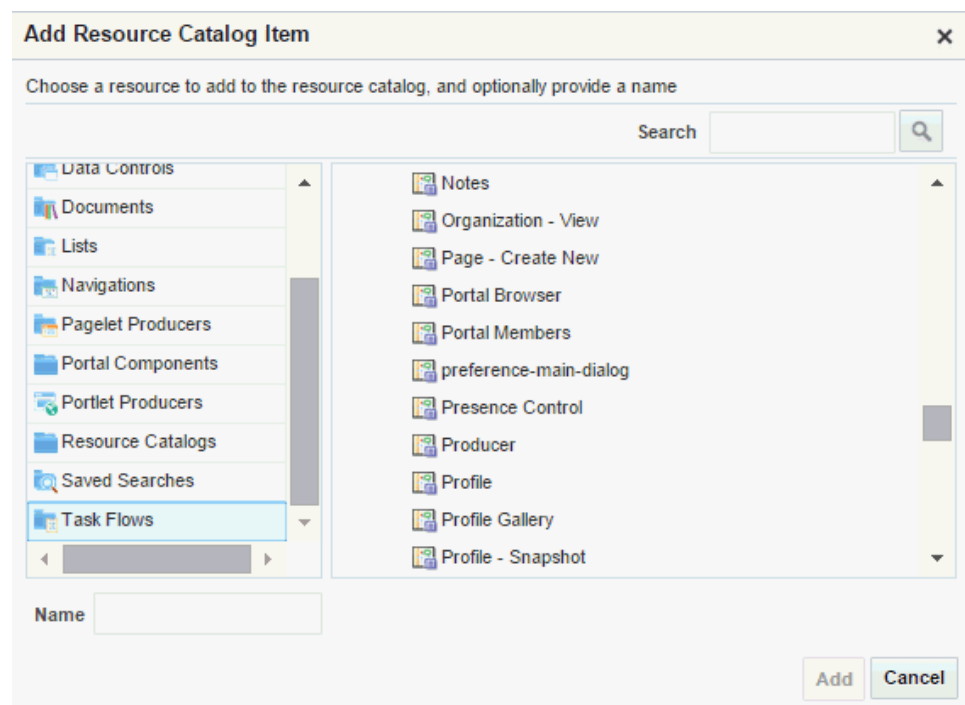 Add Resource Catalog Item
Choose a resource to add to the resource catalog, and optionally provide a name
Search
Data Controls
Documents
Lists
Navigations
Pagelet Producers
Portal Components
Portlet Producers
Resource Catalogs
Saved Searches
Task Flows
Notes
Organization - View
Page - Create New
Portal Browser
Portal Members
preference-main-dialog
Presence Control
Producer
Profile
Profile Gallery
Profile - Snapshot
Name
Add
Cancel